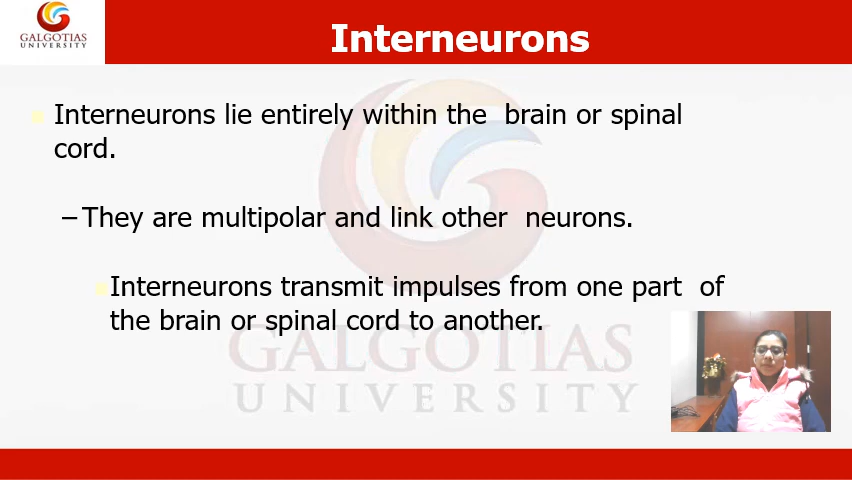 GALGOTIAS
UNIVERSITY
Interneurons
Interneurons lie entirely within the brain or spinal
cord.
– They are multipolar and link other neurons.
Interneurons transmit impulses from one part of
the brain or spinal cord to another.
GALGOTIAS
UNIVERSITY